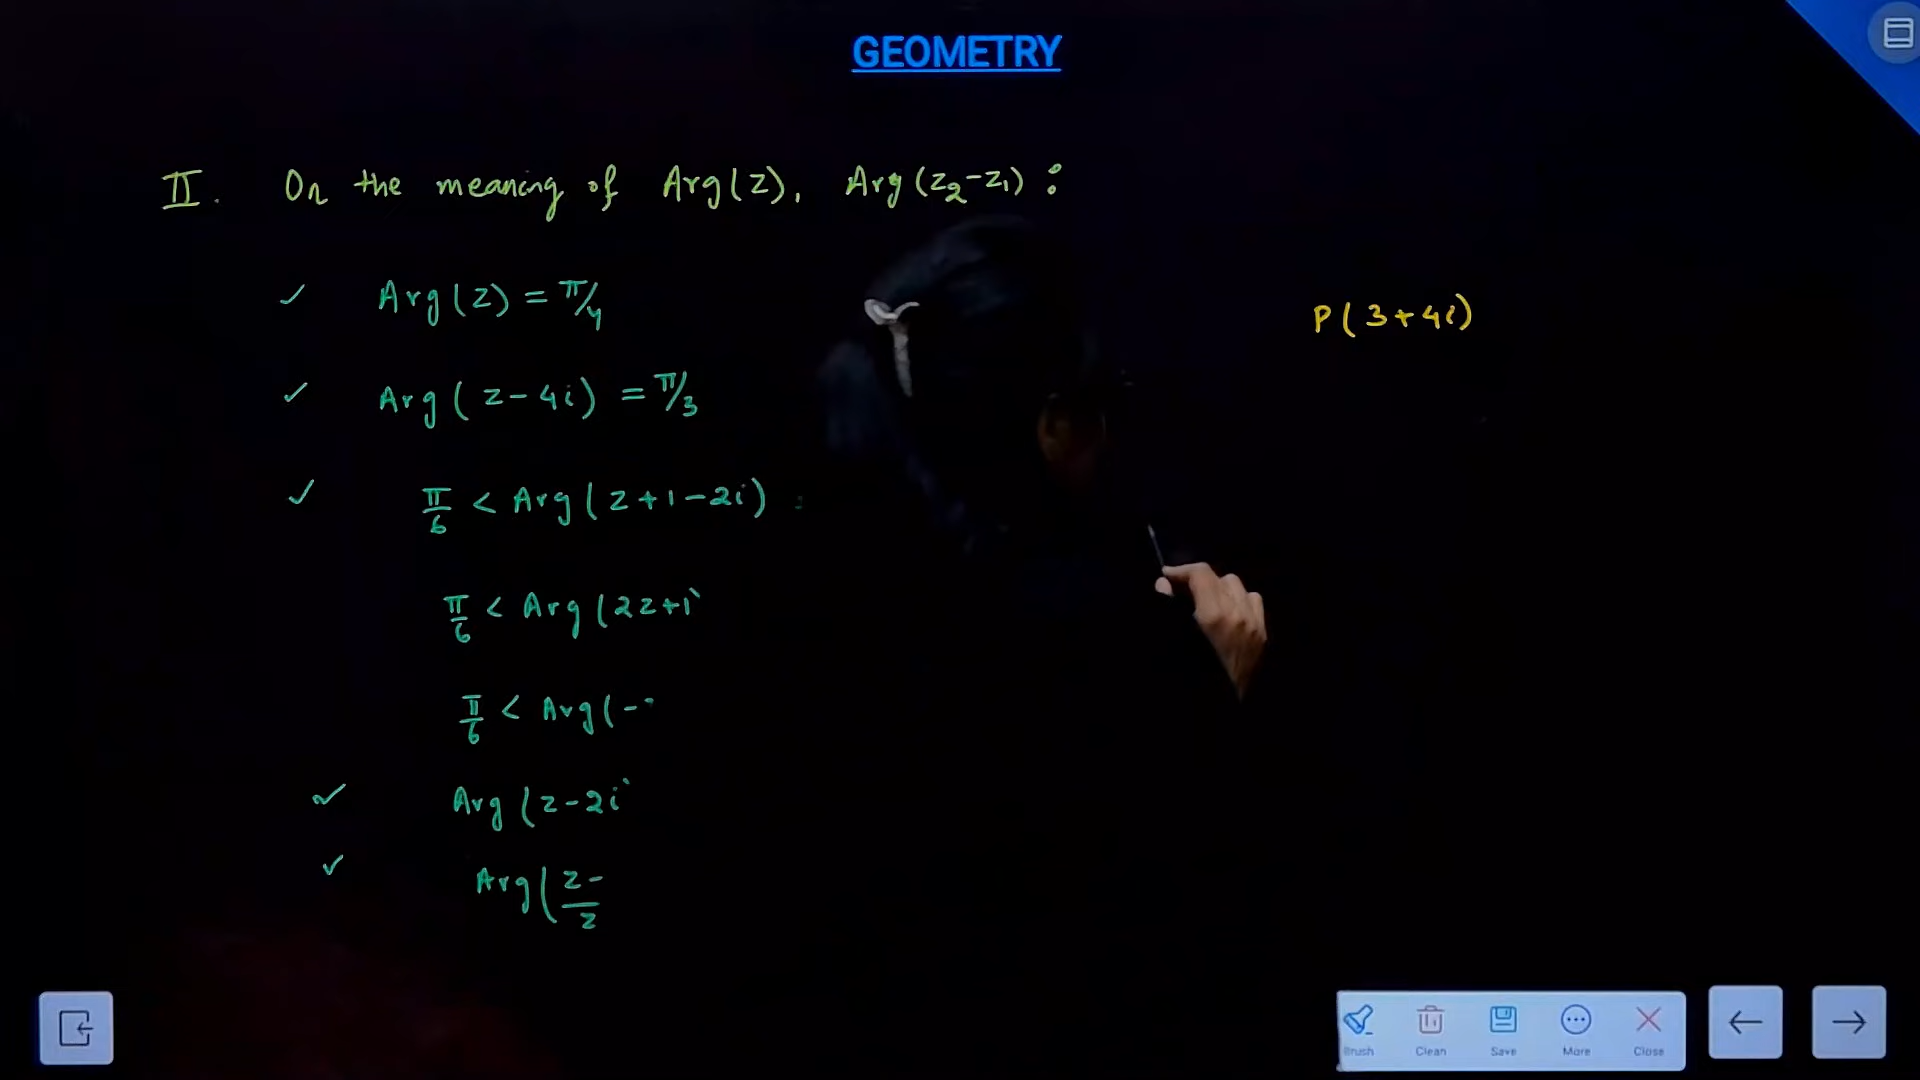 GEOMETRY
II. On the meaning of Arg(z), Arg(z₂-z₁) :
✓ Arg(z) = π/4
P(3+4i)
✓ Arg(z-4i) = π/3
✓ π/6 < Arg(z+1-2i)
π/6 < Arg(2z+1
π/6 < Arg(-
✓ Arg(z-2i
✓ Arg(z-/z
Brush Clean Save More Close